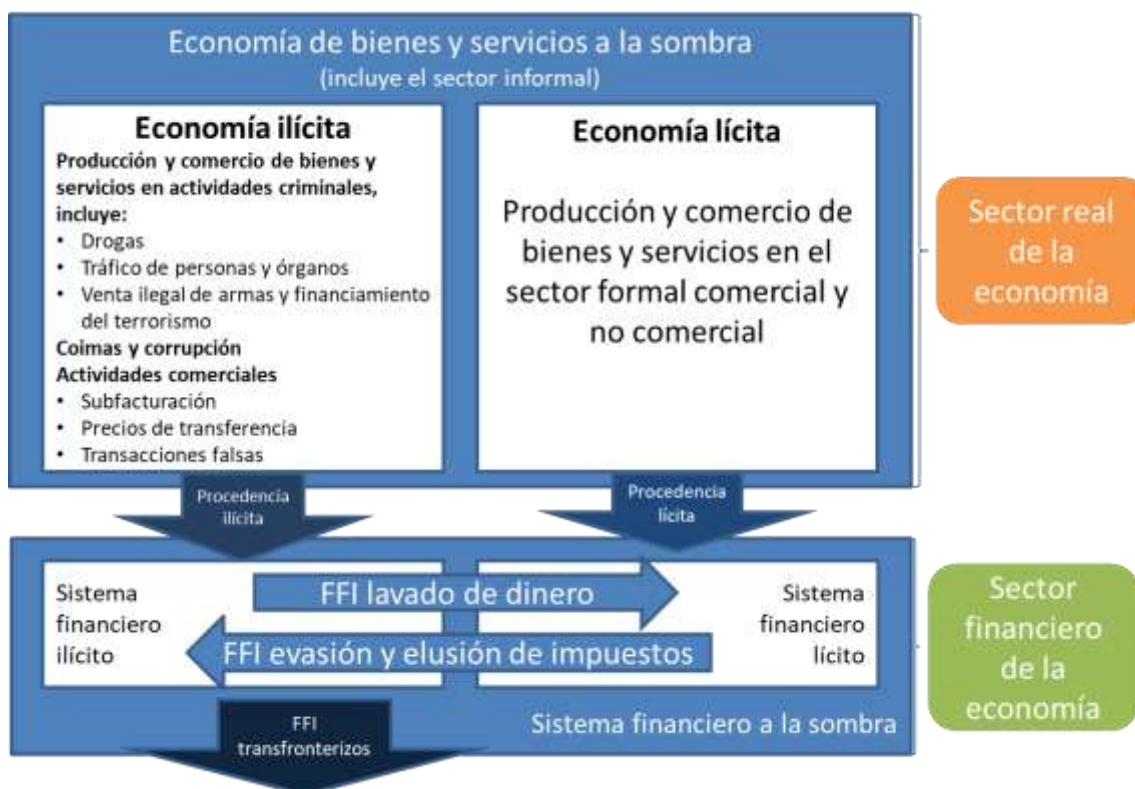 Economía de bienes y servicios a la sombra
(incluye el sector informal)
Economía ilícita
Producción y comercio de bienes y
servicios en actividades criminales,
incluye:
• Drogas
• Tráfico de personas y órganos
• Venta ilegal de armas y financiamiento
del terrorismo
Coimas y corrupción
Actividades comerciales
• Subfacturación
• Precios de transferencia
• Transacciones falsas
Economía lícita
Producción y comercio de
bienes y servicios en el
sector formal comercial y
no comercial
Sector real
de la
economía
Procedencia
ilícita
Procedencia
lícita
Sistema
financiero
ilícito
FFI lavado de dinero
FFI evasión y elusión de impuestos
Sistema
financiero
lícito
Sector
financiero
de la
economía
FFI
transfronterizos
Sistema financiero a la sombra